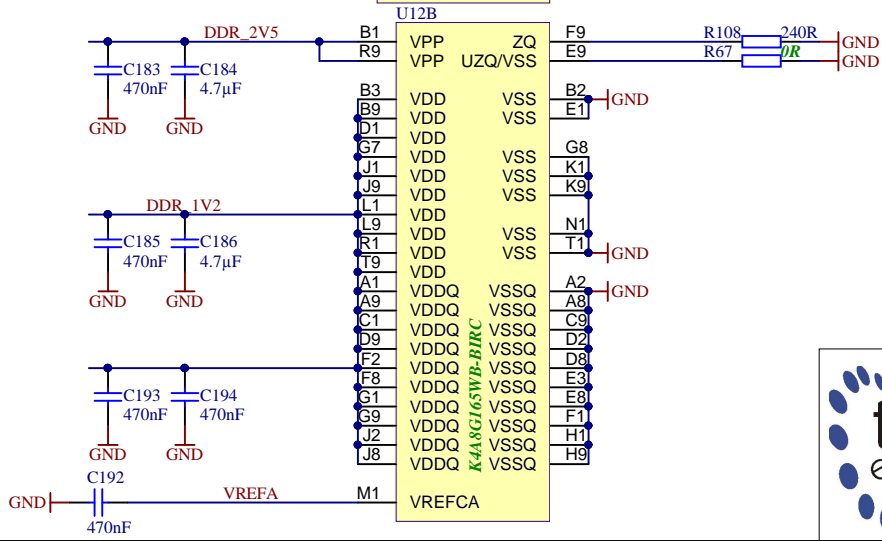 U12B
DDR_2V5 B1 VPP ZQ F9 R108 240R GND
R9 VPP UZQ/VSS E9 R67 0R GND
C183 C184
470nF 4.7µF
B3 VDD VSS B2 GND
B9 VDD VSS E1
GND GND
D1 VDD
G7 VDD VSS G8
J1 VDD VSS K1
J9 VDD VSS K9
DDR_1V2 L1 VDD
L9 VDD VSS N1
C185 C186
470nF 4.7µF
R1 VDD VSS T1 GND
T9 VDD
A1 VDDQ VSSQ A2 GND
GND GND
A9 VDDQ VSSQ A8
C1 VDDQ VSSQ C9
D9 VDDQ VSSQ D2
F2 VDDQ VSSQ D8
F8 VDDQ VSSQ E3
C193 C194
470nF 470nF
G1 VDDQ VSSQ E8
G9 VDDQ VSSQ F1
J2 VDDQ VSSQ H1
J8 VDDQ VSSQ H9
GND GND
K4A8G165WB-BIRC
C192
GND VREFA M1 VREFCA
470nF
t